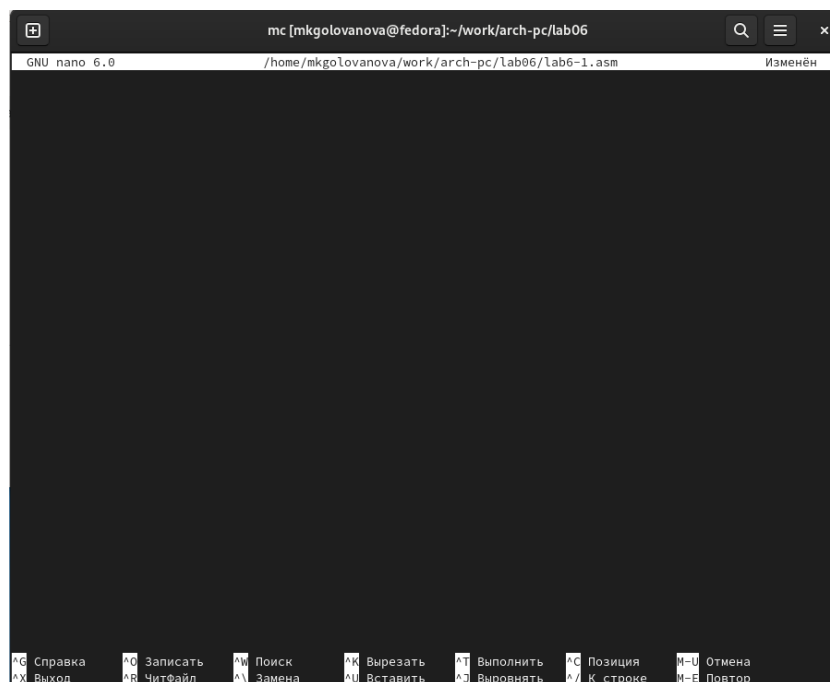 mc [mkgolovanova@fedora]:~/work/arch-pc/lab06
GNU nano 6.0 /home/mkgolovanova/work/arch-pc/lab06/lab6-1.asm Изменён
^G Справка ^O Записать ^W Поиск ^K Вырезать ^T Выполнить ^C Позиция M-U Отмена
^X Выход ^R ЧитФайл ^\ Замена ^U Вставить ^J Выровнять ^/ К строке M-E Повтор